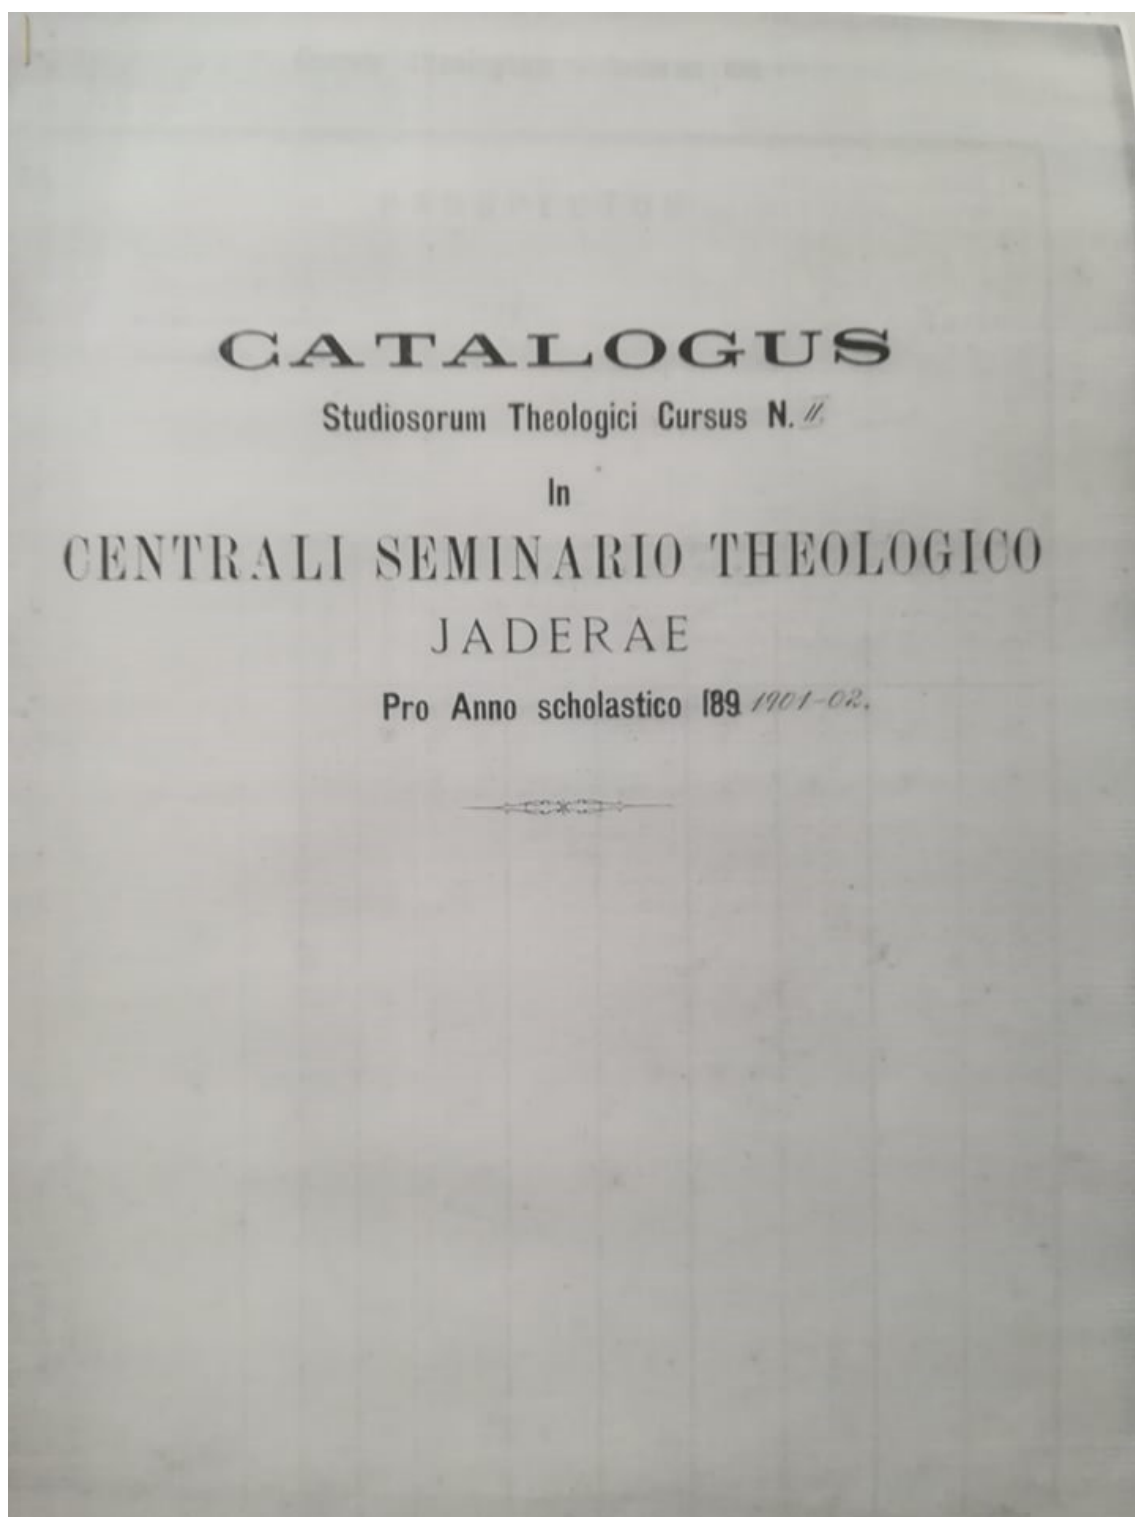 CATALOGUS
Studiosorum Theologici Cursus N. II.
In
CENTRALI SEMINARIO THEOLOGICO
JADERAE
Pro Anno scholastico 189 1901-02.